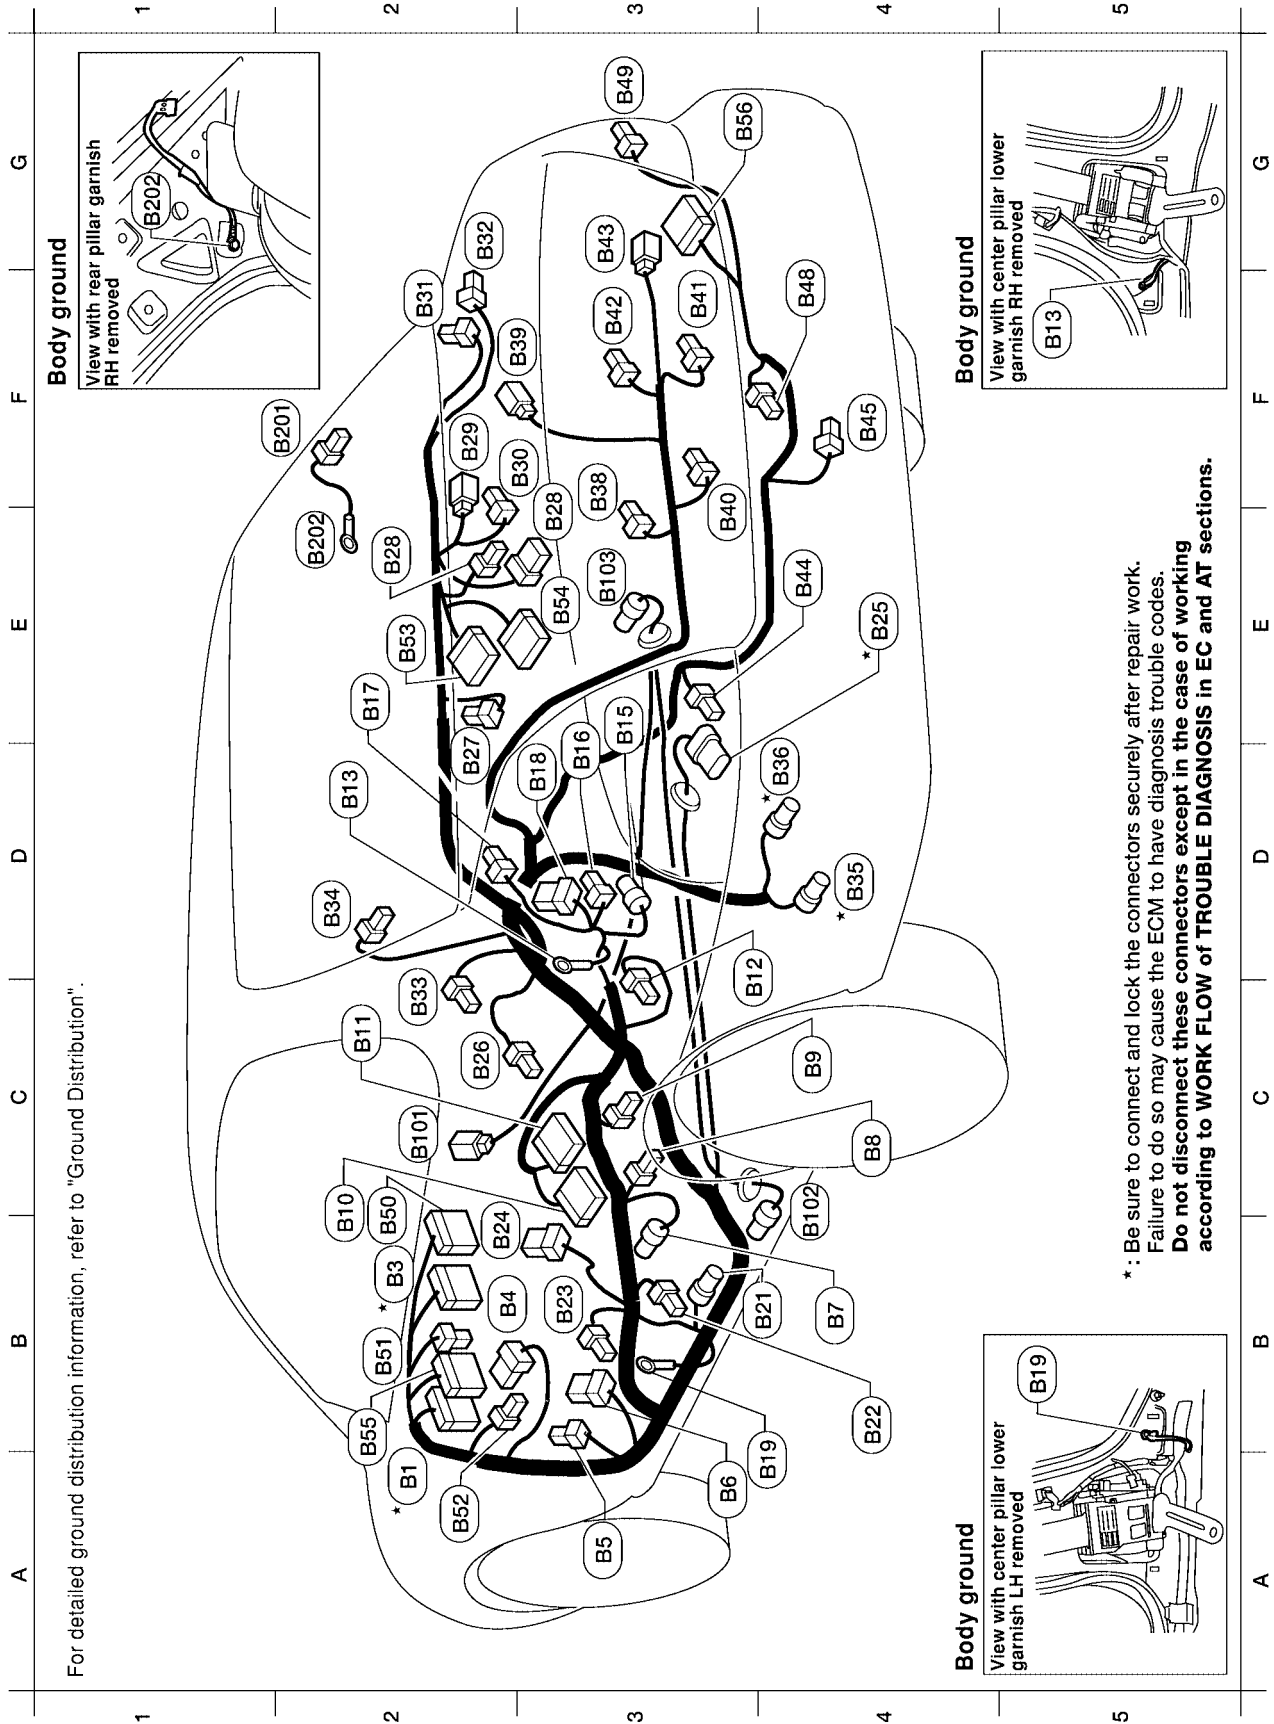 For detailed ground distribution information, refer to "Ground Distribution".
A
B
C
D
E
F
G
1
2
3
4
5
Body ground
View with rear pillar garnish
RH removed
B202
B201
B202
B34
B13
B17
B53
B28
B31
B32
B11
B33
B26
B27
B29
B30
B28
B39
B10
B50
B101
B18
B16
B15
B54
B103
B38
B42
B43
B49
B3
★
B51
B55
B1
★
B24
B4
B23
B52
B41
B56
B40
B48
B12
B44
B25
★
B36
★
B35
★
B45
B5
B6
B19
B22
B21
B7
B102
B8
B9
Body ground
View with center pillar lower
garnish LH removed
B19
★: Be sure to connect and lock the connectors securely after repair work.
Failure to do so may cause the ECM to have diagnosis trouble codes.
Do not disconnect these connectors except in the case of working
according to WORK FLOW of TROUBLE DIAGNOSIS in EC and AT sections.
Body ground
View with center pillar lower
garnish RH removed
B13
A
B
C
D
E
F
G
1
2
3
4
5